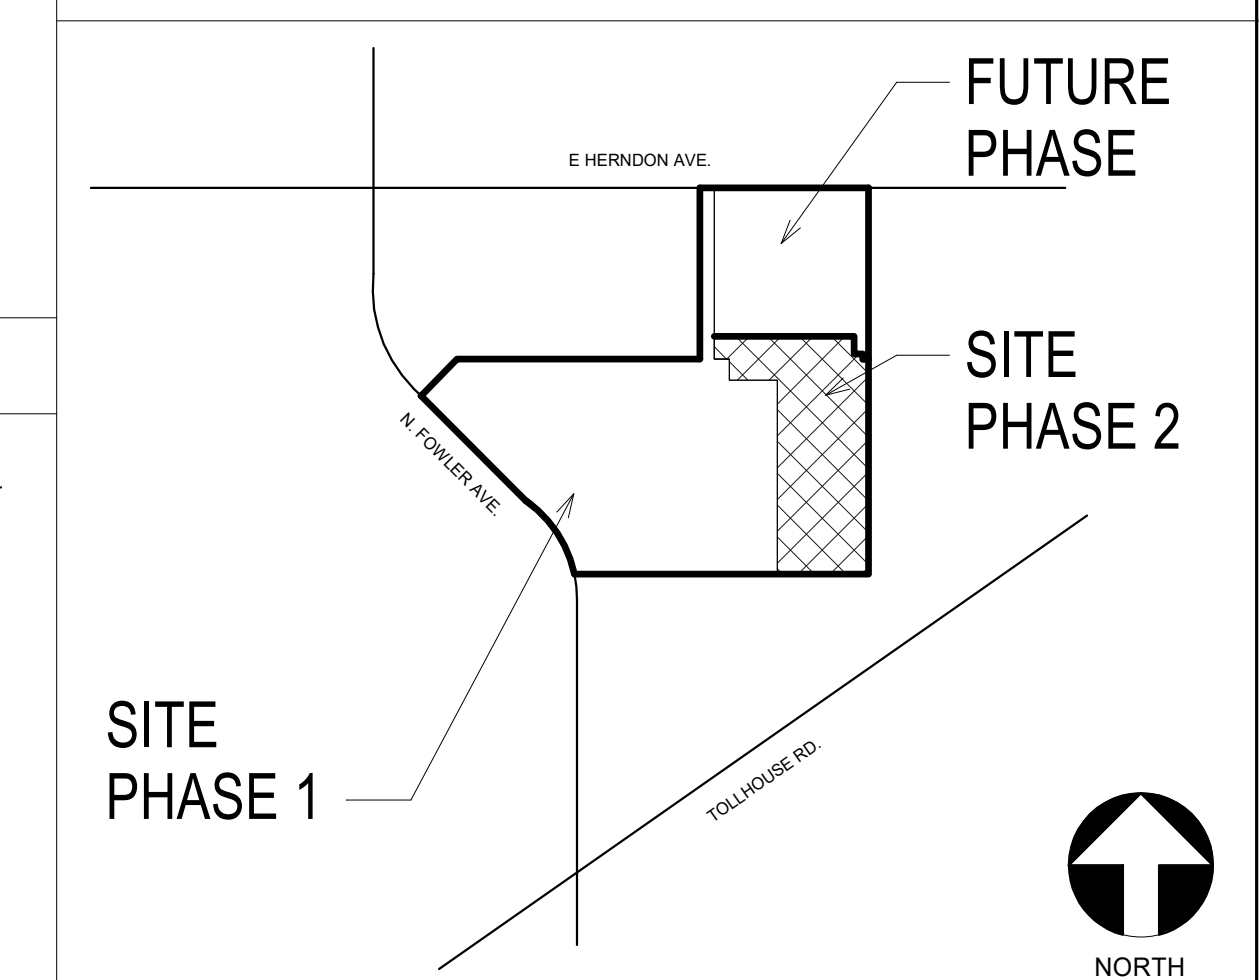 FUTURE
PHASE
E HERNDON AVE.
SITE
PHASE 2
N. FOWLER AVE.
SITE
PHASE 1
TOLLHOUSE RD.
NORTH